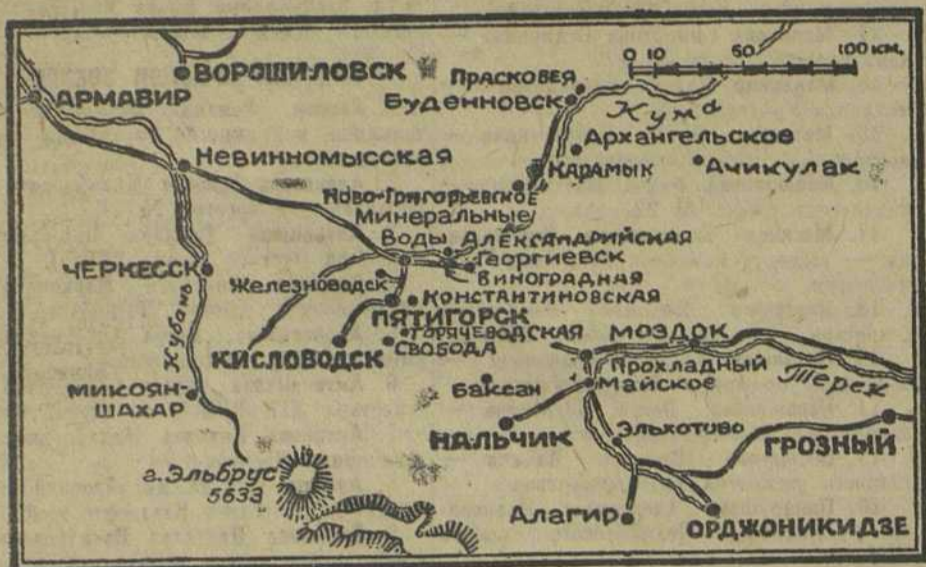 ВОРОШИЛОВСК
0 10 50 100 КМ.
Прасковея
АРМАВИР
Буденновск
Кума
Архангельское
Невинномысская
Карамык
Ачикулак
Ново-Григорьевское
Минеральные
Воды
Александрийская
ЧЕРКЕССК
Георгиевск
Железноводск
Виноградная
Константиновская
ПЯТИГОРСК
Кубань
Горячеводская
МОЗДОК
КИСЛОВОДСК
СВОБОДА
Прохладный
Терек
МИКОЯН-
ШАХАР
Баксан
Майское
НАЛЬЧИК
Эльхотово
ГРОЗНЫЙ
г. Эльбрус
5633
Алагир
ОРДЖОНИКИДЗЕ